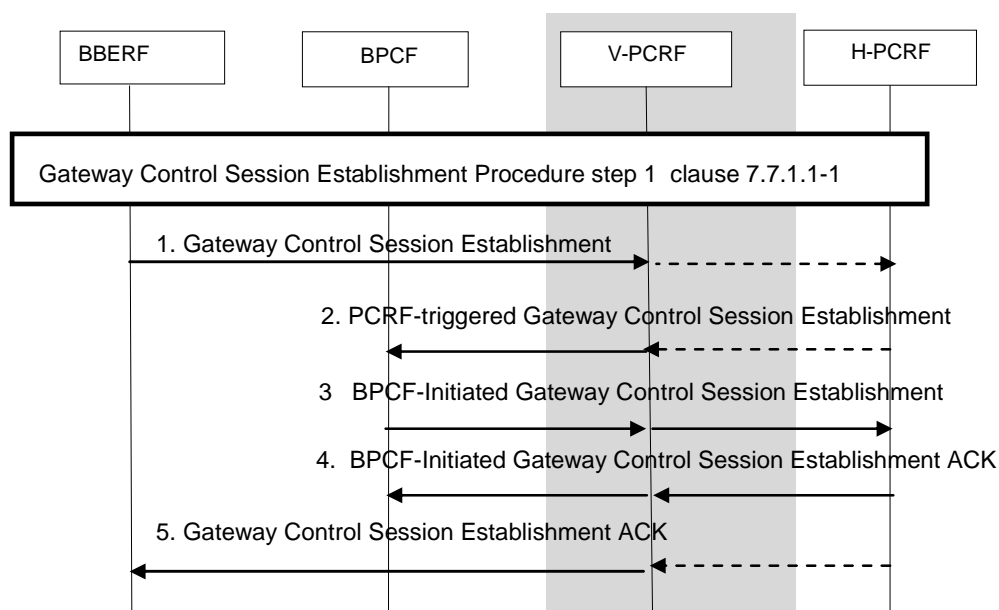 BBERF
BPCF
V-PCRF
H-PCRF
Gateway Control Session Establishment Procedure step 1 clause 7.7.1.1-1
1. Gateway Control Session Establishment
2. PCRF-triggered Gateway Control Session Establishment
3 BPCF-Initiated Gateway Control Session Establishment
4. BPCF-Initiated Gateway Control Session Establishment ACK
5. Gateway Control Session Establishment ACK